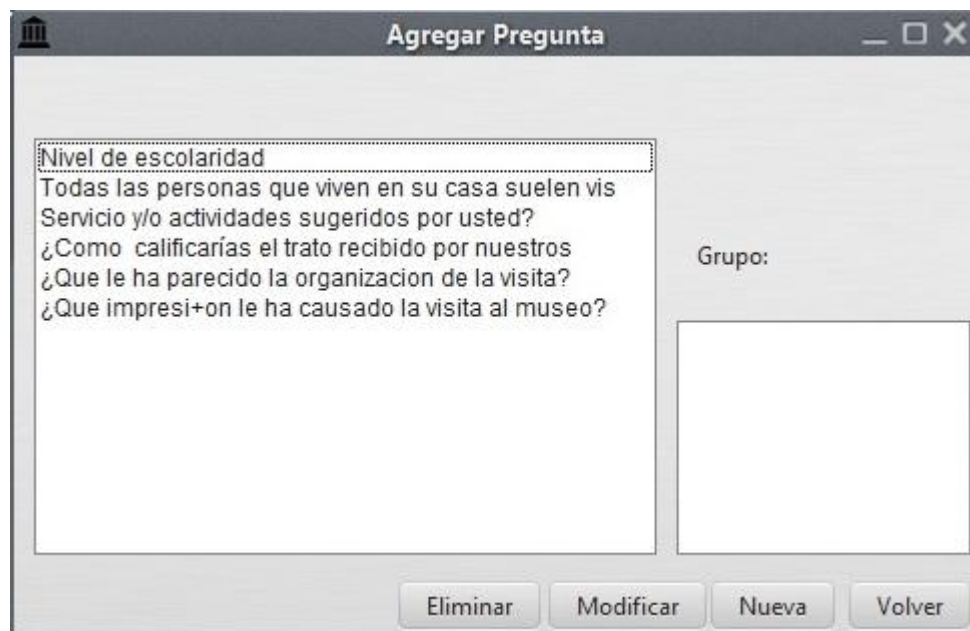 Agregar Pregunta
Nivel de escolaridad
Todas las personas que viven en su casa suelen vis
Servicio y/o actividades sugeridos por usted?
¿Como  calificarías el trato recibido por nuestros
¿Que le ha parecido la organizacion de la visita?
¿Que impresi+on le ha causado la visita al museo?
Grupo:
Eliminar Modificar Nueva Volver